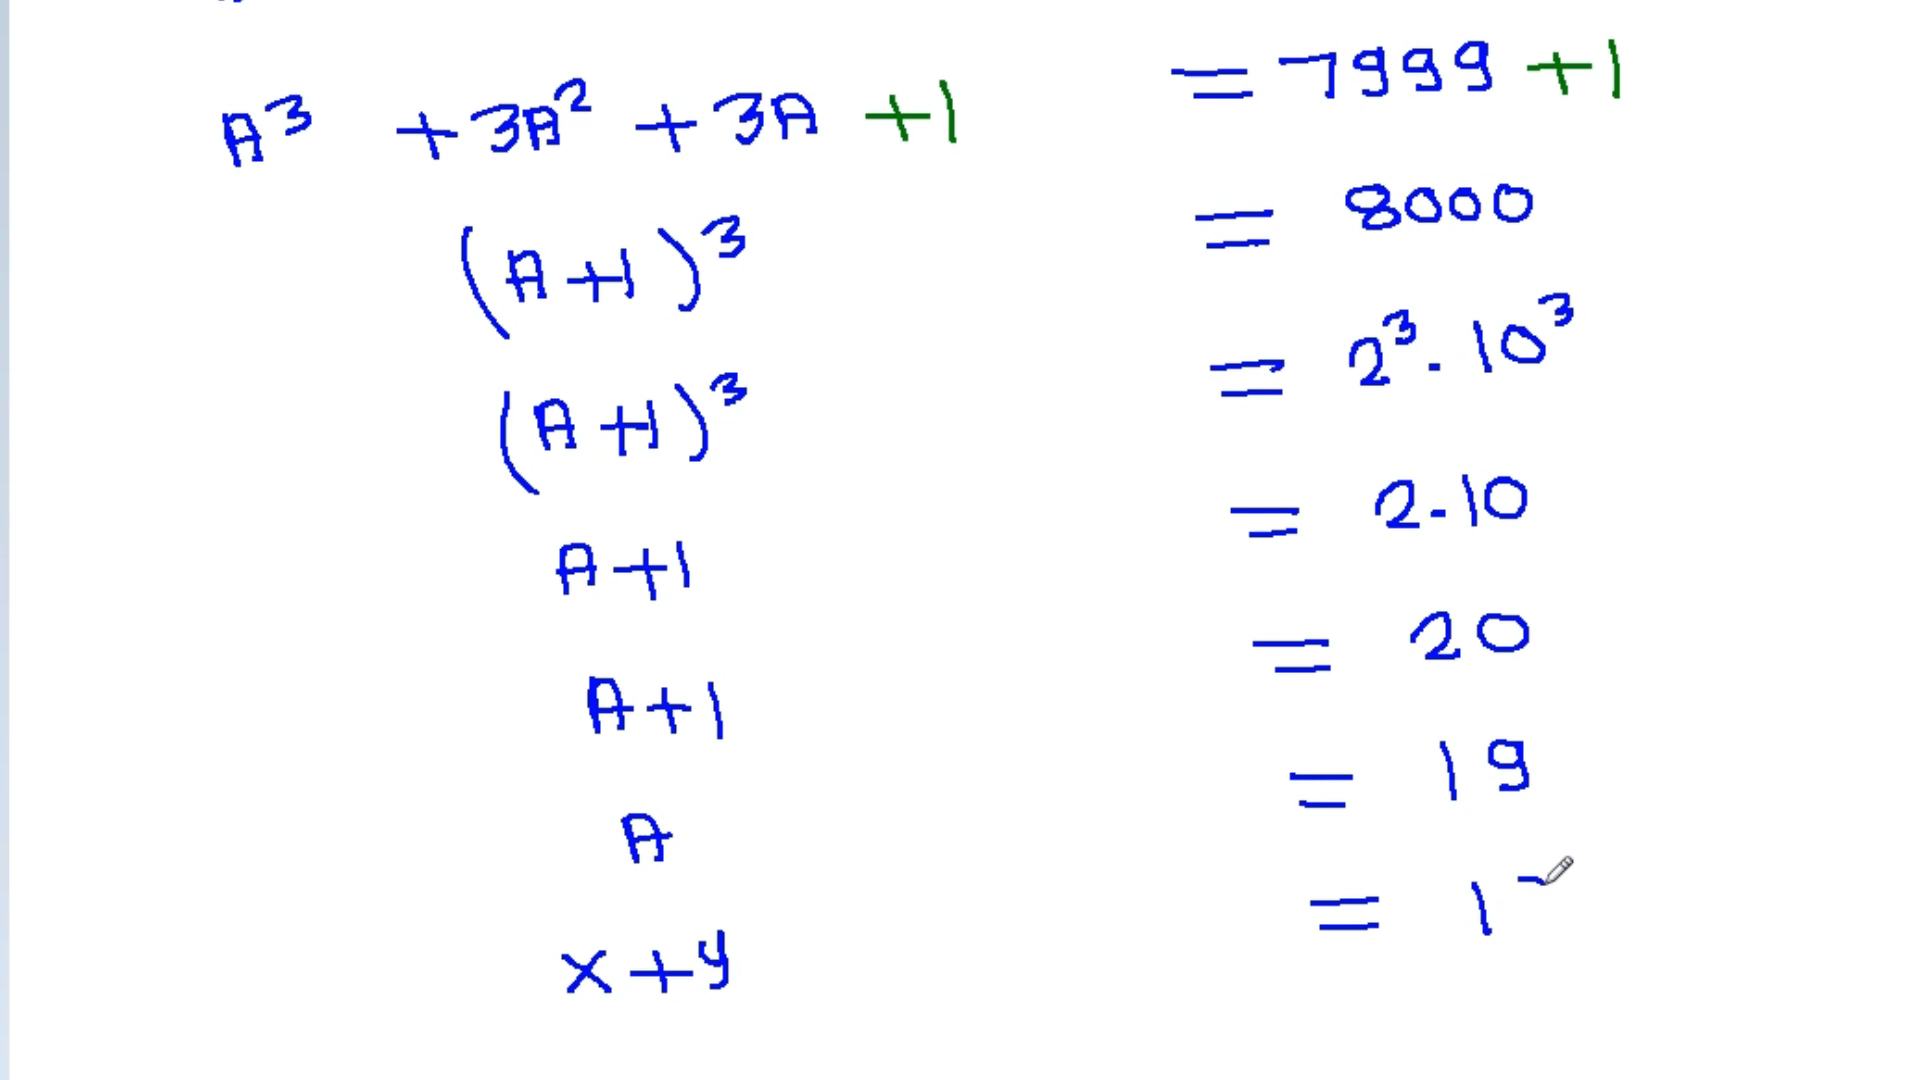 A³ + 3A² + 3A + 1 = 7999 + 1
(A+1)³ = 8000
(A+1)³ = 2³ . 10³
A+1 = 2.10
A+1 = 20
A = 19
x+y = 1